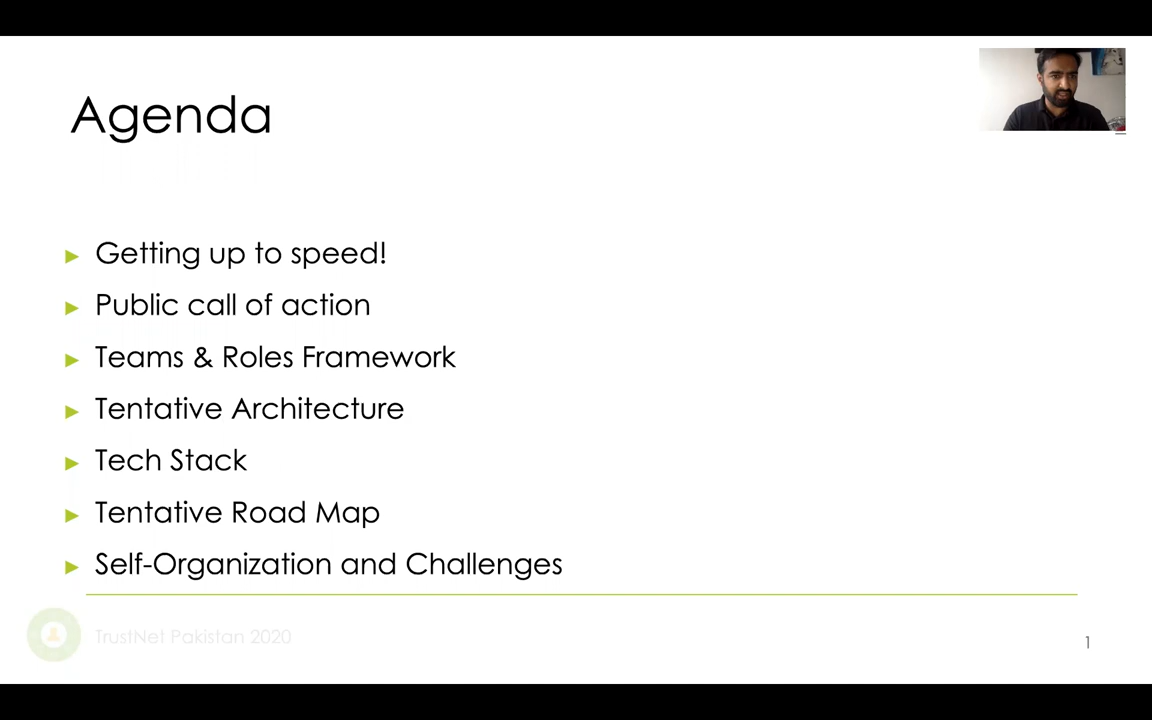 Agenda
Getting up to speed!
Public call of action
Teams & Roles Framework
Tentative Architecture
Tech Stack
Tentative Road Map
Self-Organization and Challenges
TrustNet Pakistan 2020
1